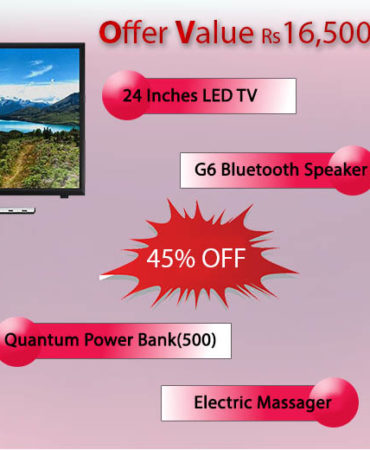 Offer Value Rs16,500
24 Inches LED TV
G6 Bluetooth Speaker
45% OFF
Quantum Power Bank(500)
Electric Massager